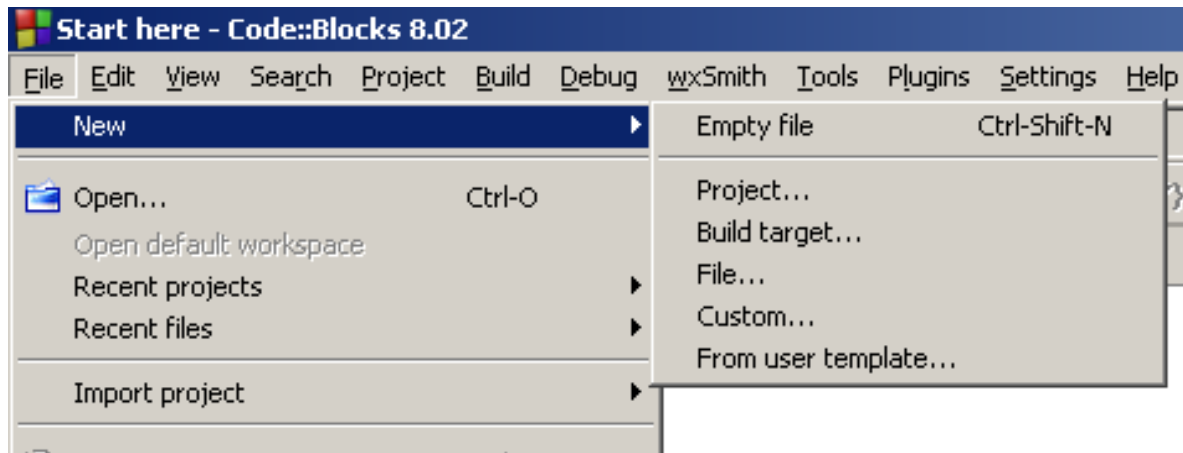 Start here - Code::Blocks 8.02
File Edit View Search Project Build Debug wxSmith Tools Plugins Settings Help
New
Open... Ctrl-O
Open default workspace
Recent projects
Recent files
Import project
Empty file Ctrl-Shift-N
Project...
Build target...
File...
Custom...
From user template...